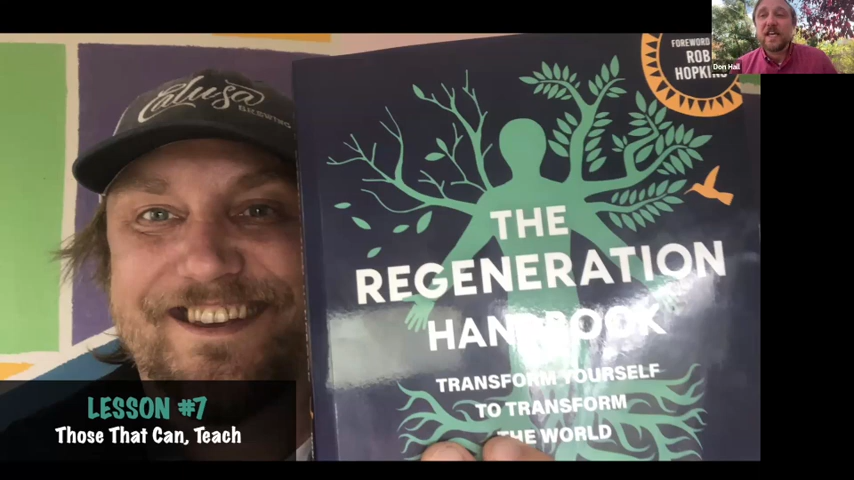 Calusa
BREWING
FOREWORD
ROB
HOPKINS
Don Hall
THE
REGENERATION
HANDBOOK
TRANSFORM YOURSELF
TO TRANSFORM
THE WORLD
LESSON #7
Those That Can, Teach